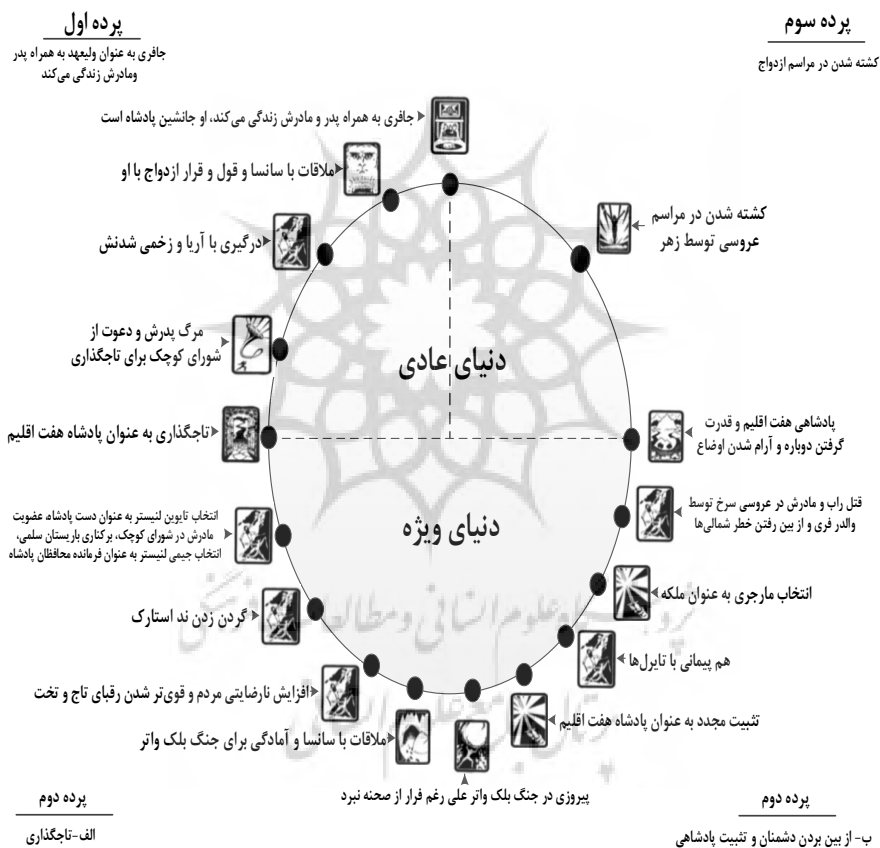 پرده اول
جافری به عنوان ولیعهد به همراه پدر
ومادرش زندگی می‌کند
پرده سوم
کشته شدن در مراسم ازدواج
جافری به همراه پدر و مادرش زندگی می‌کند، او جانشین پادشاه است
ملاقات با سانسا و قول و قرار ازدواج با او
درگیری با آریا و زخمی شدنش
مرگ پدرش و دعوت از
شورای کوچک برای تاجگذاری
تاجگذاری به عنوان پادشاه هفت اقلیم
انتخاب تایوین لنیستر به عنوان دست پادشاه، عضویت
مادرش در شورای کوچک، برکناری باریستان سلمی،
انتخاب جیمی لنیستر به عنوان فرمانده محافظان پادشاه
گردن زدن ند استارک
افزایش نارضایتی مردم و قوی‌تر شدن رقبای تاج و تخت
ملاقات با سانسا و آمادگی برای جنگ بلک واتر
پیروزی در جنگ بلک واتر علی رغم فرار از صحنه نبرد
تثبیت مجدد به عنوان پادشاه هفت اقلیم
هم پیمانی با تایرل‌ها
انتخاب مارجری به عنوان ملکه
قتل راب و مادرش در عروسی سرخ توسط
والدر فری و از بین رفتن خطر شمالی‌ها
پادشاهی هفت اقلیم و قدرت
گرفتن دوباره و آرام شدن اوضاع
کشته شدن در مراسم
عروسی توسط زهر
دنیای عادی
دنیای ویژه
پرده دوم
الف-تاجگذاری
پرده دوم
ب- از بین بردن دشمنان و تثبیت پادشاهی